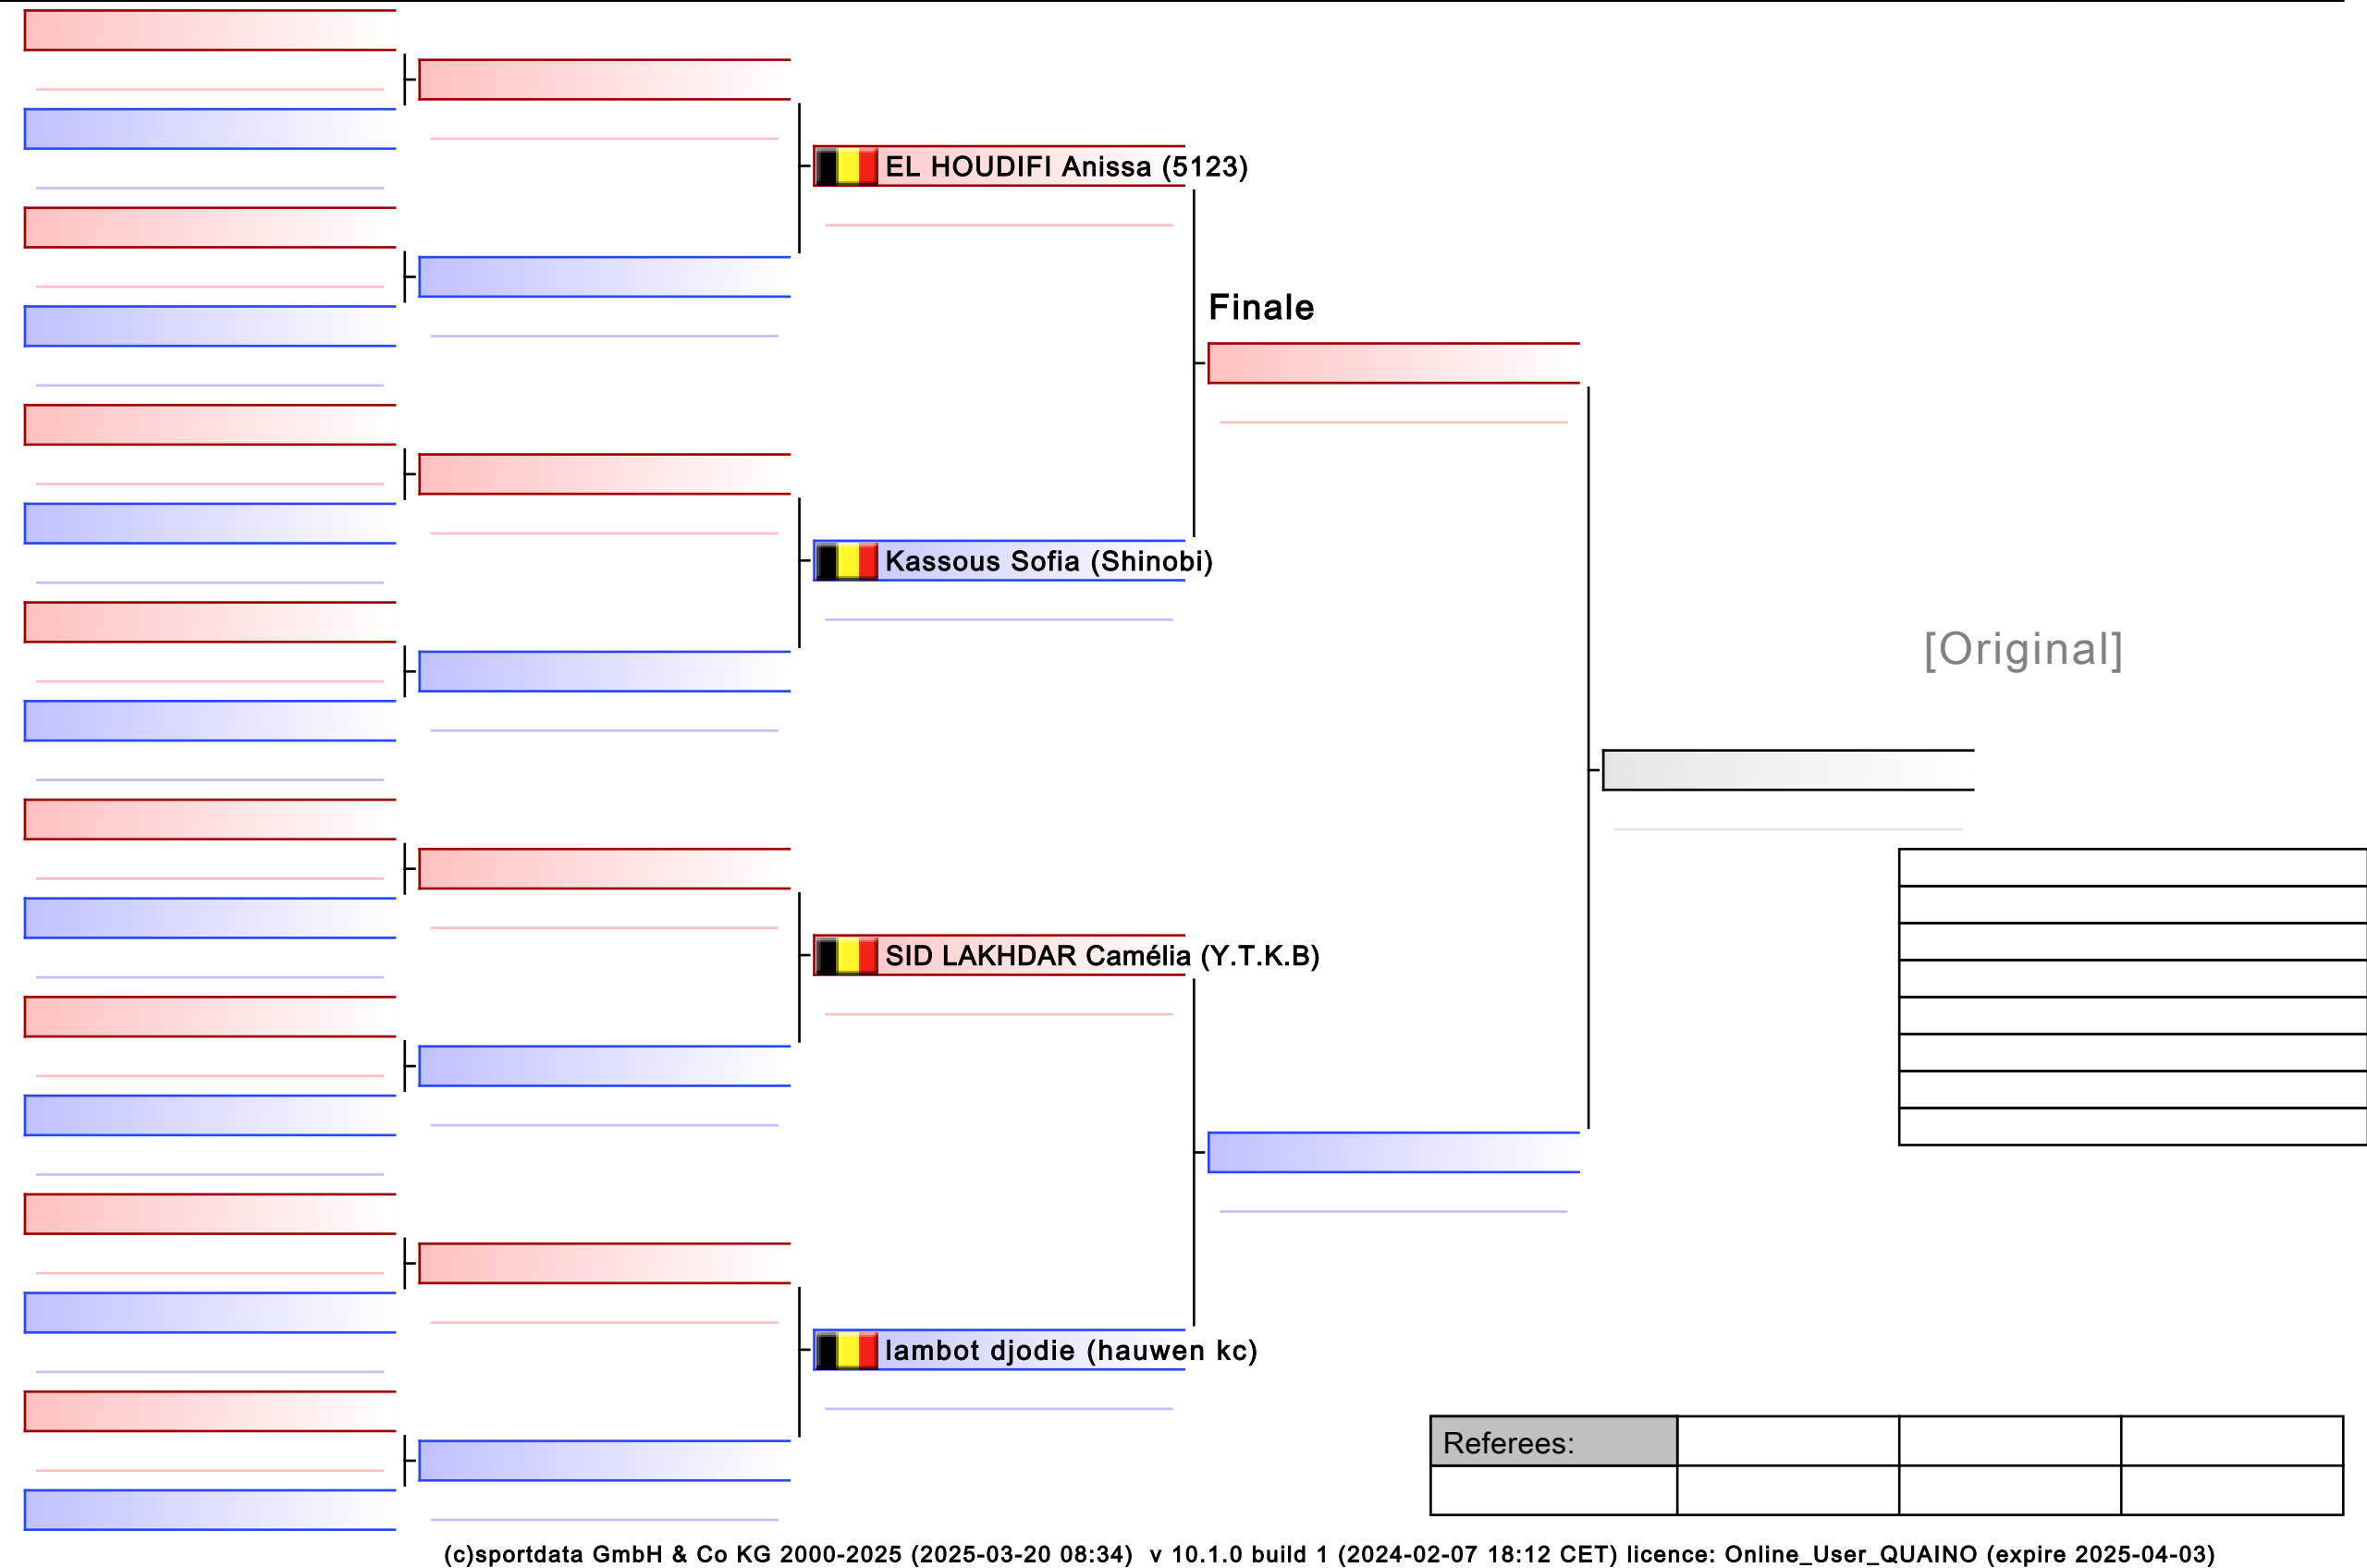 EL HOUDIFI Anissa (5123)
Finale
Kassous Sofia (Shinobi)
[Original]
SID LAKHDAR Camélia (Y.T.K.B)
lambot djodie (hauwen kc)
Referees:
(c)sportdata GmbH & Co KG 2000-2025 (2025-03-20 08:34) v 10.1.0 build 1 (2024-02-07 18:12 CET) licence: Online_User_QUAINO (expire 2025-04-03)